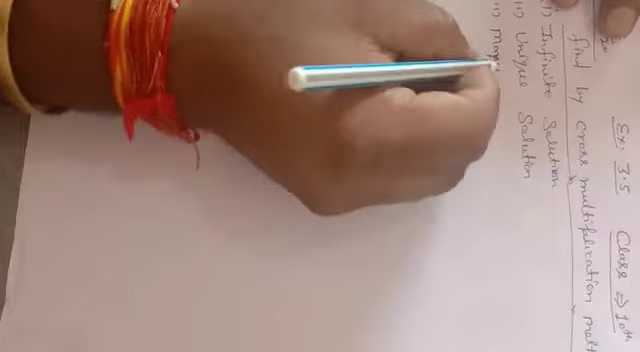 Ex: 3.5 Class ⇒ 10th
find by cross multiplication
i) Infinite Solution
ii) Unique Solution